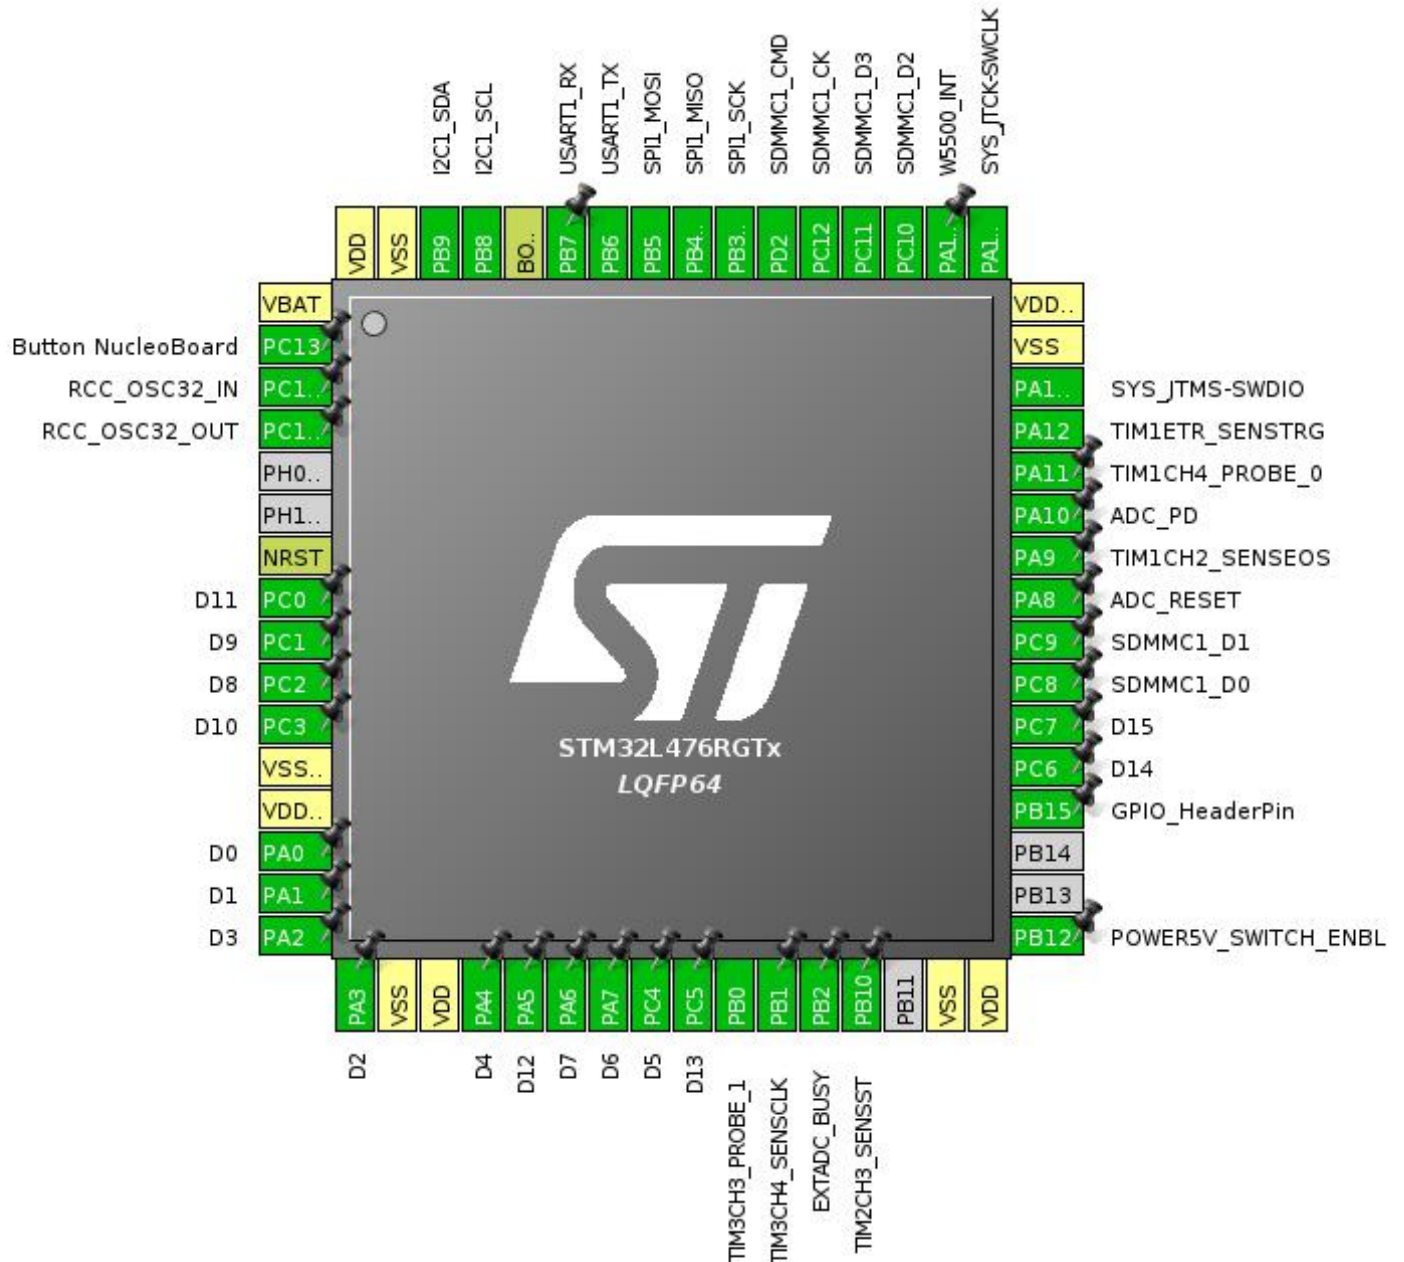 I2C1_SDA
I2C1_SCL
USART1_RX
USART1_TX
SPI1_MOSI
SPI1_MISO
SPI1_SCK
SDMMC1_CMD
SDMMC1_CK
SDMMC1_D3
SDMMC1_D2
W5500_INT
SYS_JTCK-SWCLK
VDD
VSS
PB9
PB8
BO..
PB7
PB6
PB5
PB4..
PB3..
PD2
PC12
PC11
PC10
PA1..
PA1..
VBAT
Button NucleoBoard PC13
RCC_OSC32_IN PC1..
RCC_OSC32_OUT PC1..
PH0..
PH1..
NRST
D11 PC0
D9 PC1
D8 PC2
D10 PC3
VSS..
VDD..
D0 PA0
D1 PA1
D3 PA2
ST
STM32L476RGTx
LQFP64
VDD..
VSS
PA1.. SYS_JTMS-SWDIO
PA12 TIM1ETR_SENSTRG
PA11 TIM1CH4_PROBE_0
PA10 ADC_PD
PA9 TIM1CH2_SENSEOS
PA8 ADC_RESET
PC9 SDMMC1_D1
PC8 SDMMC1_D0
PC7 D15
PC6 D14
PB15 GPIO_HeaderPin
PB14
PB13
PB12 POWER5V_SWITCH_ENBL
PA3
VSS
VDD
PA4
PA5
PA6
PA7
PC4
PC5
PB0
PB1
PB2
PB10
PB11
VSS
VDD
D2
D4
D12
D7
D6
D5
D13
TIM3CH3_PROBE_1
TIM3CH4_SENSCLK
EXTADC_BUSY
TIM2CH3_SENSST